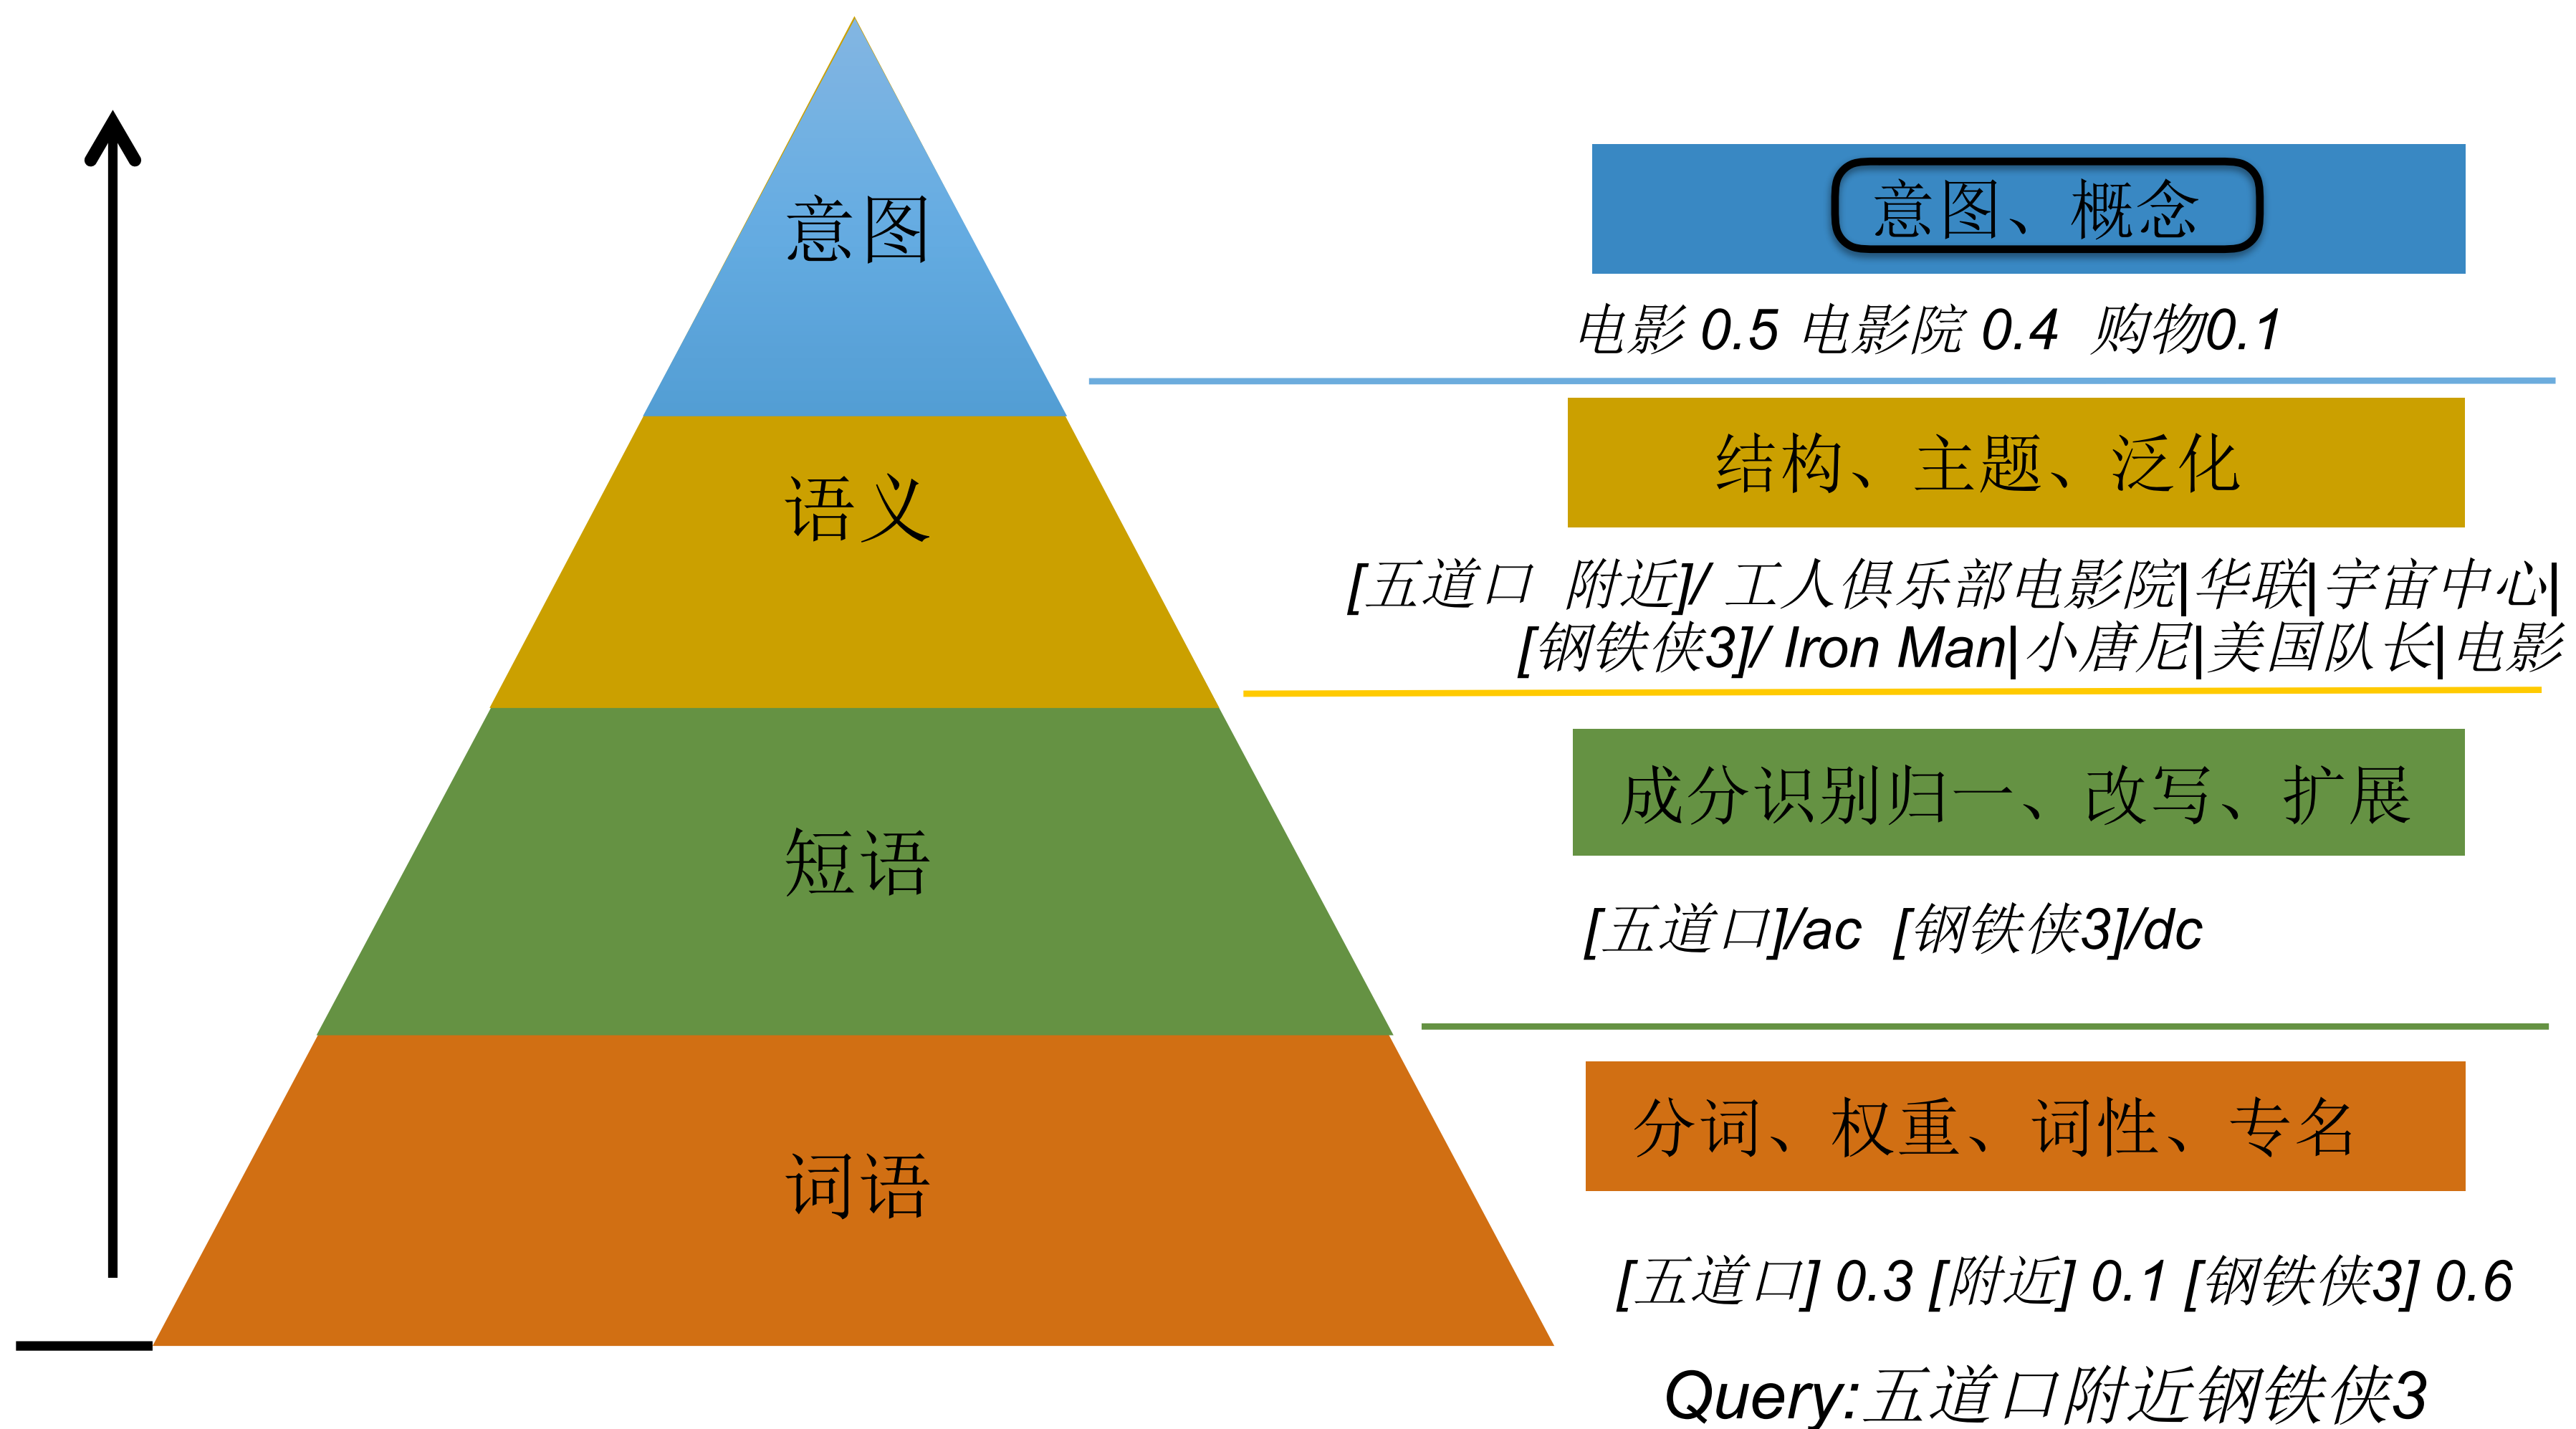 意图
意图、概念
电影 0.5 电影院 0.4 购物0.1
语义
结构、主题、泛化
[五道口 附近]/ 工人俱乐部电影院|华联|宇宙中心|
[钢铁侠3]/ Iron Man|小唐尼|美国队长|电影
短语
成分识别归一、改写、扩展
[五道口]/ac [钢铁侠3]/dc
词语
分词、权重、词性、专名
[五道口] 0.3 [附近] 0.1 [钢铁侠3] 0.6
Query:五道口附近钢铁侠3